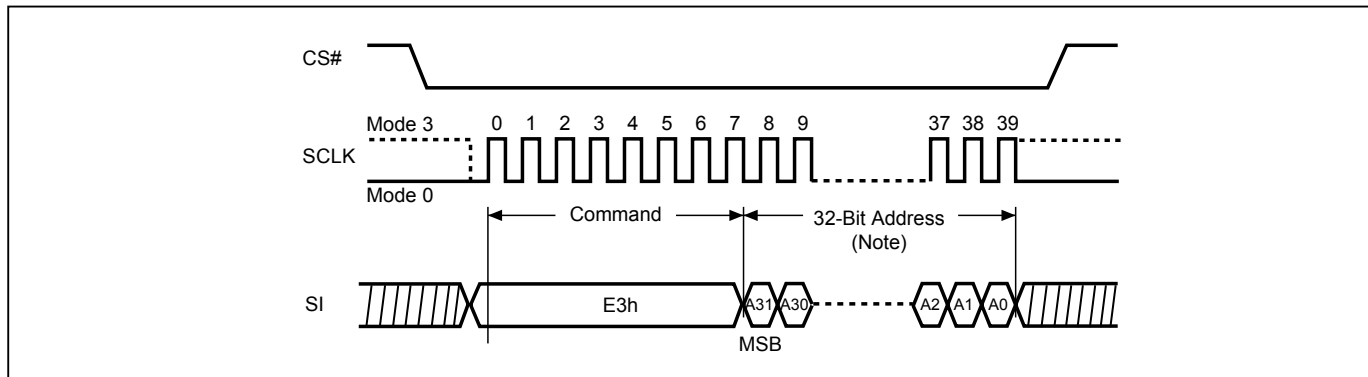 CS#
Mode 3 0 1 2 3 4 5 6 7 8 9 37 38 39
SCLK
Mode 0
Command 32-Bit Address
(Note)
SI E3h A31 A30 A2 A1 A0
MSB